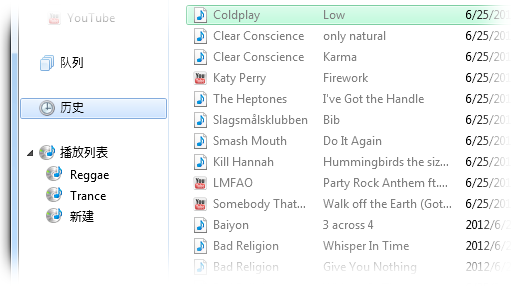 YouTube
队列
历史
播放列表
Reggae
Trance
新建
Coldplay Low 6/25/20
Clear Conscience only natural 6/25/20
Clear Conscience Karma 6/25/20
Katy Perry Firework 6/25/20
The Heptones I've Got the Handle 6/25/20
Slagsmålsklubben Bib 6/25/20
Smash Mouth Do It Again 6/25/20
Kill Hannah Hummingbirds the siz... 6/25/20
LMFAO Party Rock Anthem ft.... 6/25/20
Somebody That... Walk off the Earth (Got... 6/25/20
Baiyon 3 across 4 2012/6/
Bad Religion Whisper In Time 2012/6/
Bad Religion Give You Nothing 2012/6/